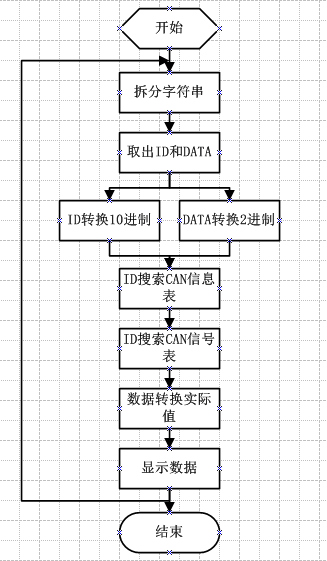 开始
拆分字符串
取出ID和DATA
ID转换10进制
DATA转换2进制
ID搜索CAN信息
表
ID搜索CAN信号
表
数据转换实际
值
显示数据
结束